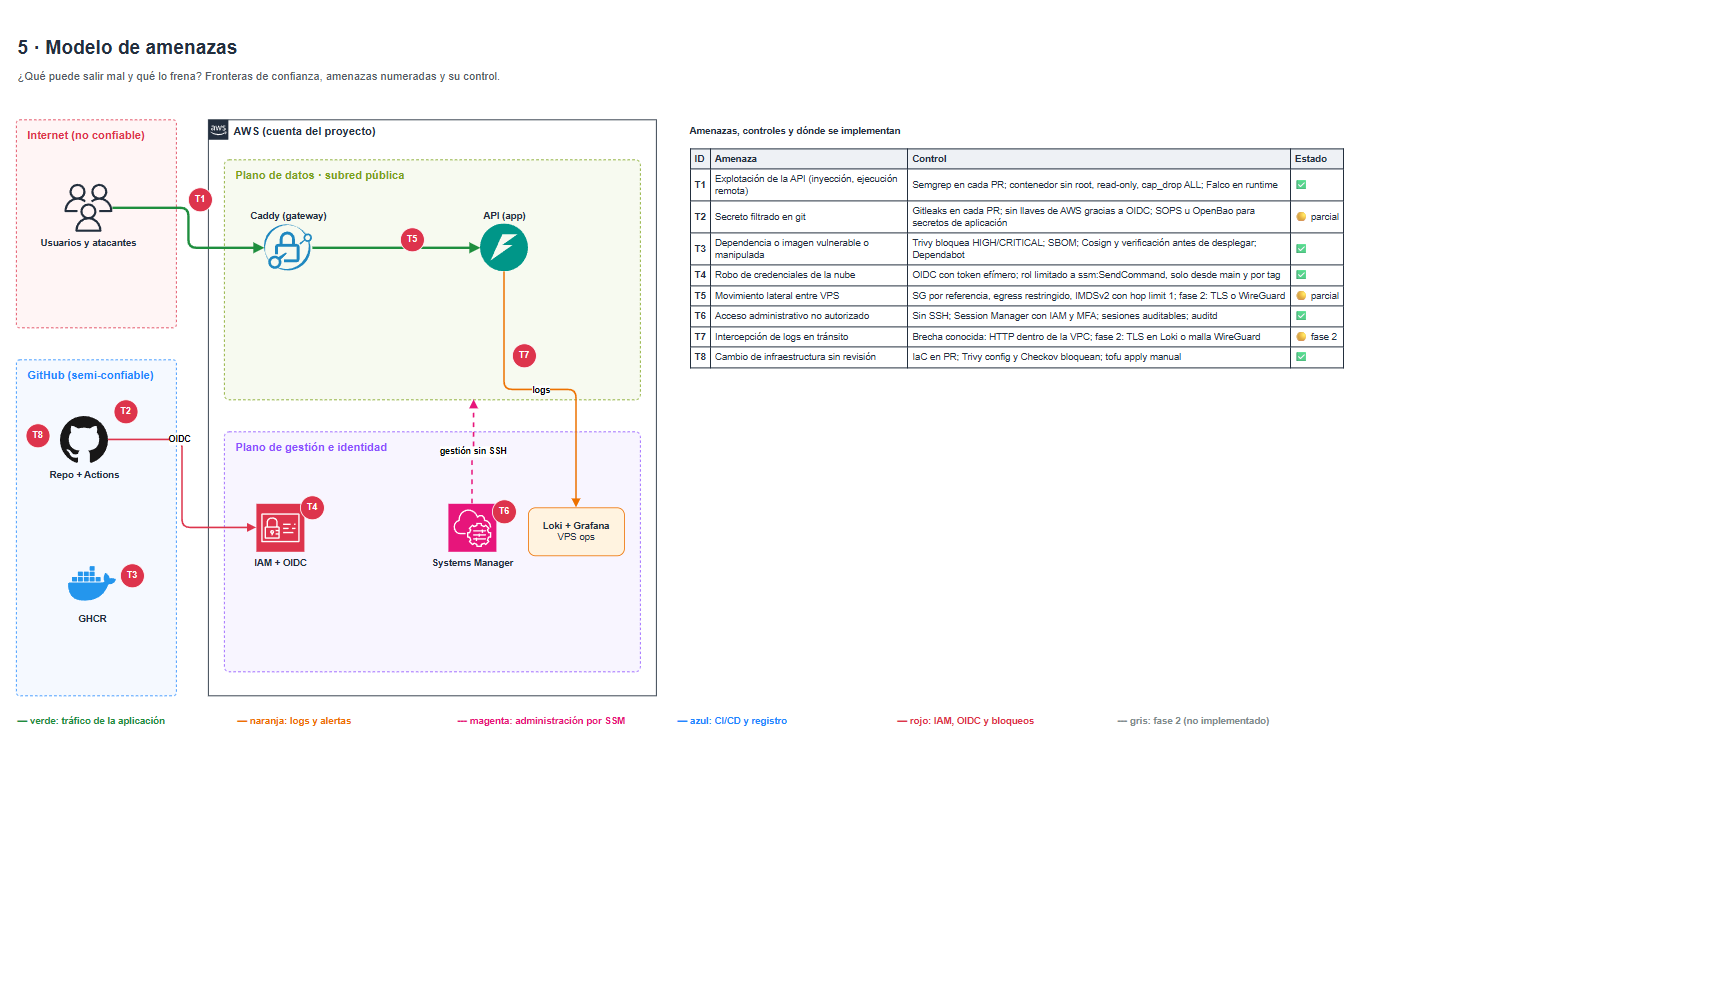 5 · Modelo de amenazas
¿Qué puede salir mal y qué lo frena? Fronteras de confianza, amenazas numeradas y su control.
Internet (no confiable)
Usuarios y atacantes
T1
aws
AWS (cuenta del proyecto)
Plano de datos · subred pública
Caddy (gateway)
T5
API (app)
T7
logs
GitHub (semi-confiable)
T2
T8
OIDC
Repo + Actions
T3
GHCR
Plano de gestión e identidad
gestión sin SSH
T4
IAM + OIDC
T6
Systems Manager
Loki + Grafana
VPS ops
Amenazas, controles y dónde se implementan
ID Amenaza Control Estado
T1 Explotación de la API (inyección, ejecución remota) Semgrep en cada PR; contenedor sin root, read-only, cap_drop ALL; Falco en runtime ✅
T2 Secreto filtrado en git Gitleaks en cada PR; sin llaves de AWS gracias a OIDC; SOPS u OpenBao para secretos de aplicación 🟡 parcial
T3 Dependencia o imagen vulnerable o manipulada Trivy bloquea HIGH/CRITICAL; SBOM; Cosign y verificación antes de desplegar; Dependabot ✅
T4 Robo de credenciales de la nube OIDC con token efímero; rol limitado a ssm:SendCommand, solo desde main y por tag ✅
T5 Movimiento lateral entre VPS SG por referencia, egress restringido, IMDSv2 con hop limit 1; fase 2: TLS o WireGuard 🟡 parcial
T6 Acceso administrativo no autorizado Sin SSH; Session Manager con IAM y MFA; sesiones auditables; auditd ✅
T7 Intercepción de logs en tránsito Brecha conocida: HTTP dentro de la VPC; fase 2: TLS en Loki o malla WireGuard 🟡 fase 2
T8 Cambio de infraestructura sin revisión IaC en PR; Trivy config y Checkov bloquean; tofu apply manual ✅
— verde: tráfico de la aplicación
— naranja: logs y alertas
— magenta: administración por SSM
— azul: CI/CD y registro
— rojo: IAM, OIDC y bloqueos
— gris: fase 2 (no implementado)